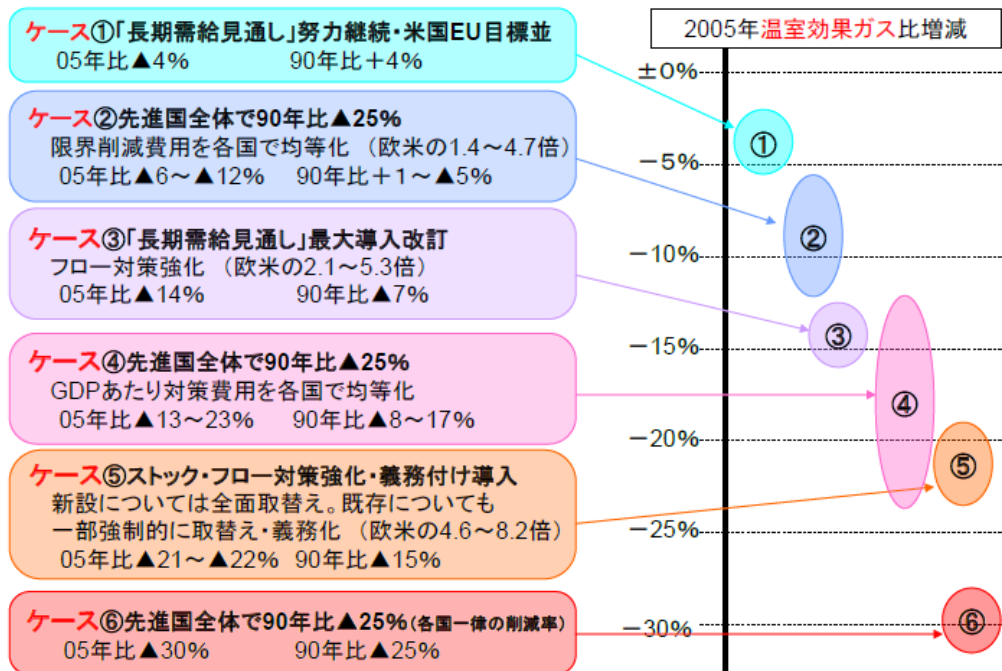 ケース①「長期需給見通し」努力継続・米国EU目標並
05年比▲4% 90年比＋4%
ケース②先進国全体で90年比▲25%
限界削減費用を各国で均等化 （欧米の1.4～4.7倍）
05年比▲6～▲12% 90年比＋1～▲5%
ケース③「長期需給見通し」最大導入改訂
フロー対策強化 （欧米の2.1～5.3倍）
05年比▲14% 90年比▲7%
ケース④先進国全体で90年比▲25%
GDPあたり対策費用を各国で均等化
05年比▲13～23% 90年比▲8～17%
ケース⑤ストック・フロー対策強化・義務付け導入
新設については全面取替え。既存についても
一部強制的に取替え・義務化 （欧米の4.6～8.2倍）
05年比▲21～▲22% 90年比▲15%
ケース⑥先進国全体で90年比▲25%(各国一律の削減率)
05年比▲30% 90年比▲25%
2005年温室効果ガス比増減
±0%
－5%
－10%
－15%
－20%
－25%
－30%
①
②
③
④
⑤
⑥